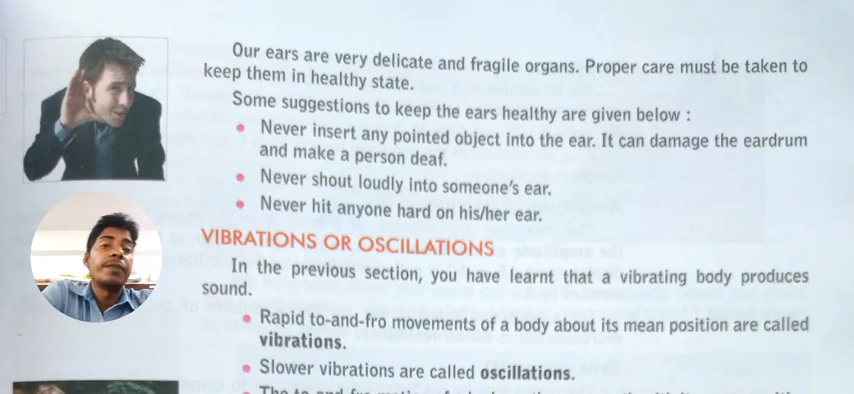 Our ears are very delicate and fragile organs. Proper care must be taken to
keep them in healthy state.
Some suggestions to keep the ears healthy are given below :
• Never insert any pointed object into the ear. It can damage the eardrum
and make a person deaf.
• Never shout loudly into someone's ear.
• Never hit anyone hard on his/her ear.
VIBRATIONS OR OSCILLATIONS
In the previous section, you have learnt that a vibrating body produces
sound.
• Rapid to-and-fro movements of a body about its mean position are called
vibrations.
• Slower vibrations are called oscillations.